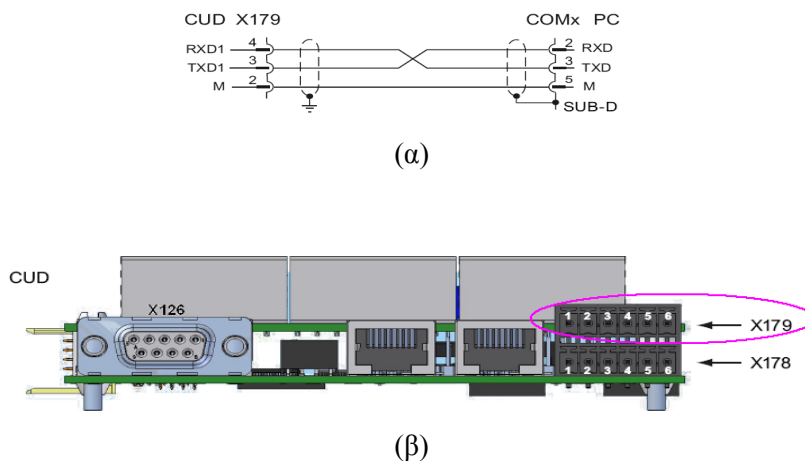 CUD X179 COMx PC
RXD1 4 2 RXD
TXD1 3 3 TXD
M 2 5 M
SUB-D
(α)
CUD
X126
1 2 3 4 5 6
X179
1 2 3 4 5 6
X178
(β)